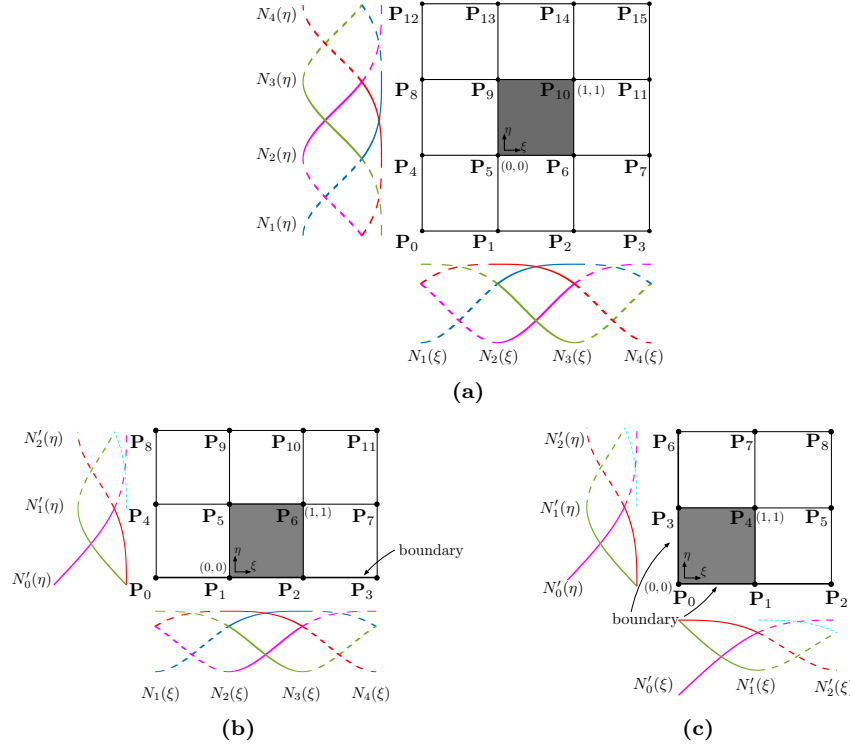 N₄(η)
P₁₂ P₁₃ P₁₄ P₁₅
N₃(η)
P₈ P₉ P₁₀ (1, 1) P₁₁
η
ξ
N₂(η)
P₄ P₅ (0, 0) P₆ P₇
N₁(η)
P₀ P₁ P₂ P₃
N₁(ξ) N₂(ξ) N₃(ξ) N₄(ξ)
(a)
N′₂(η) P₈ P₉ P₁₀ P₁₁
N′₁(η) P₄ P₅ P₆ (1, 1) P₇
η
ξ
(0, 0)
boundary
N′₀(η) P₀ P₁ P₂ P₃
N₁(ξ) N₂(ξ) N₃(ξ) N₄(ξ)
(b)
N′₂(η) P₆ P₇ P₈
N′₁(η) P₃ P₄ (1, 1) P₅
η
ξ
N′₀(η) (0, 0)
P₀ P₁ P₂
boundary
N′₀(ξ) N′₁(ξ) N′₂(ξ)
(c)